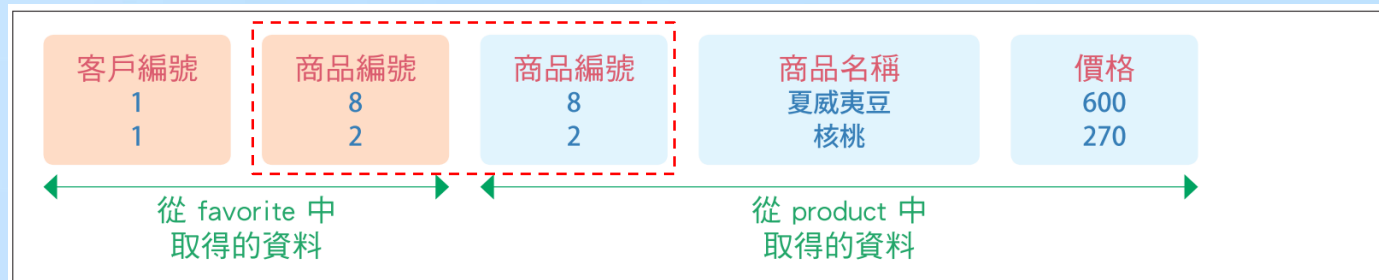 客戶編號 商品編號 商品編號 商品名稱 價格
1 8 8 夏威夷豆 600
1 2 2 核桃 270
從 favorite 中 從 product 中
取得的資料 取得的資料